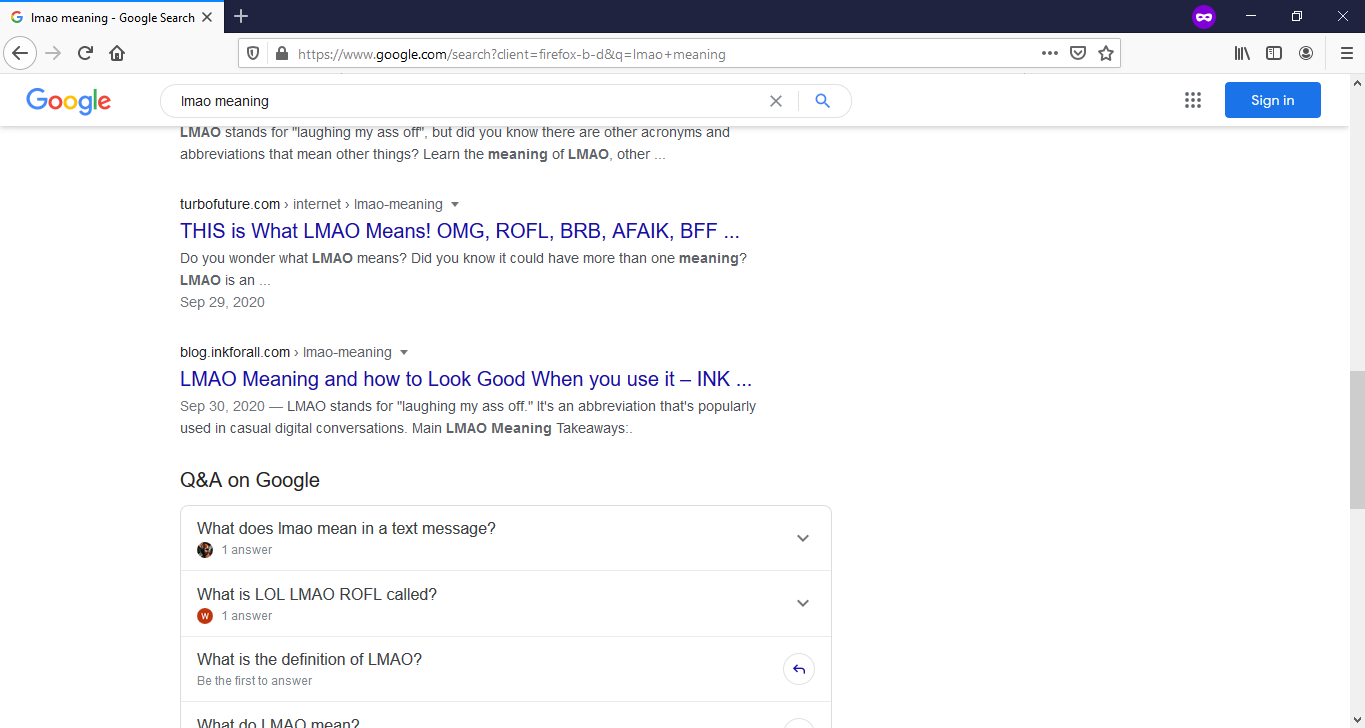 lmao meaning - Google Search
https://www.google.com/search?client=firefox-b-d&q=lmao+meaning
Google
lmao meaning
Sign in
LMAO stands for "laughing my ass off", but did you know there are other acronyms and
abbreviations that mean other things? Learn the meaning of LMAO, other ...
turbofuture.com › internet › lmao-meaning
THIS is What LMAO Means! OMG, ROFL, BRB, AFAIK, BFF ...
Do you wonder what LMAO means? Did you know it could have more than one meaning?
LMAO is an ...
Sep 29, 2020
blog.inkforall.com › lmao-meaning
LMAO Meaning and how to Look Good When you use it – INK ...
Sep 30, 2020 — LMAO stands for "laughing my ass off." It's an abbreviation that's popularly
used in casual digital conversations. Main LMAO Meaning Takeaways:.
Q&A on Google
What does lmao mean in a text message?
1 answer
What is LOL LMAO ROFL called?
W 1 answer
What is the definition of LMAO?
Be the first to answer
What do LMAO mean?